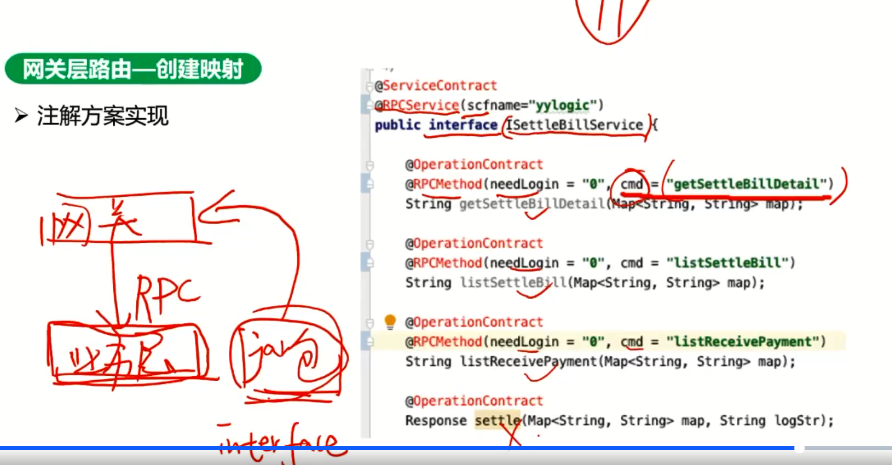 网关层路由—创建映射
➢ 注解方案实现
@ServiceContract
@RPCService(scfname="yylogic")
public interface ISettleBillService {
@OperationContract
@RPCMethod(needLogin = "0", cmd = "getSettleBillDetail")
String getSettleBillDetail(Map<String, String> map);
@OperationContract
@RPCMethod(needLogin = "0", cmd = "listSettleBill")
String listSettleBill(Map<String, String> map);
@OperationContract
@RPCMethod(needLogin = "0", cmd = "listReceivePayment")
String listReceivePayment(Map<String, String> map);
@OperationContract
Response settle(Map<String, String> map, String logStr);
网关
RPC
业务层
jar包
interface